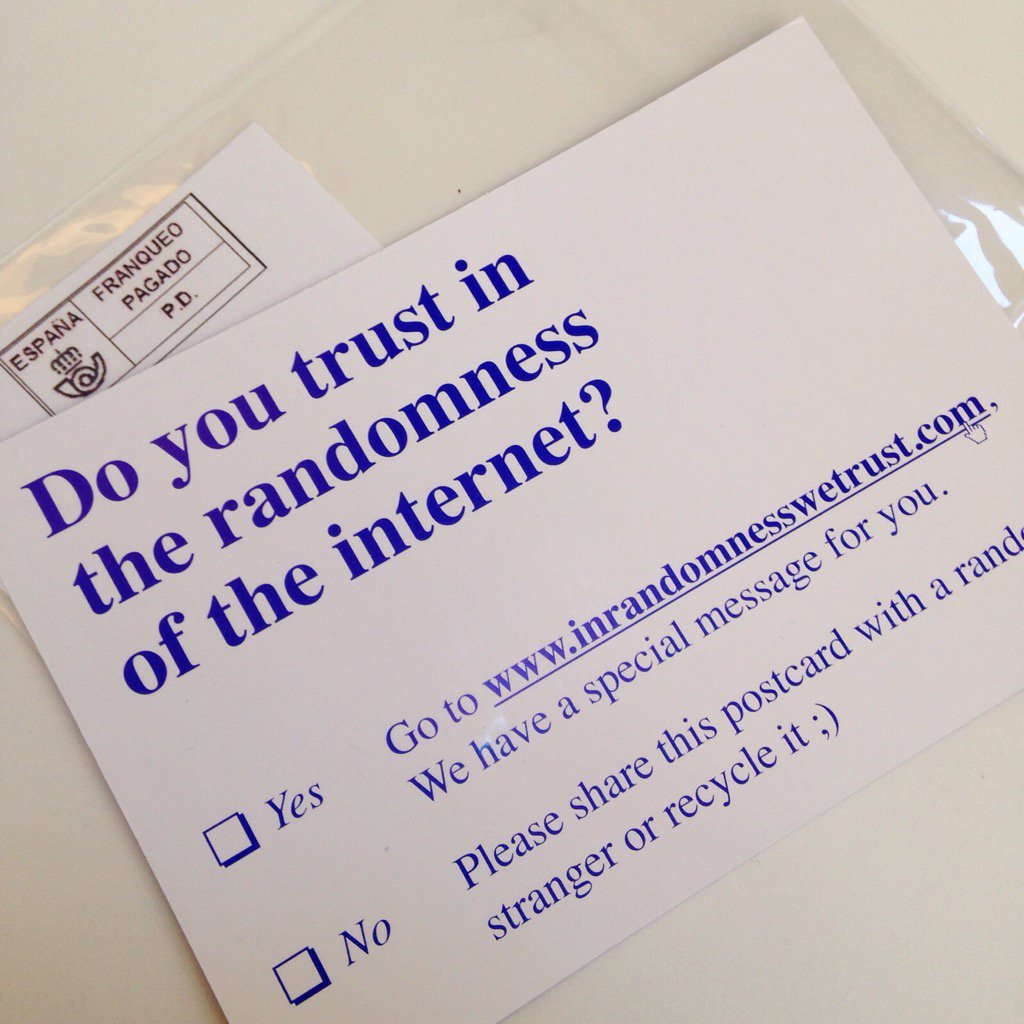 ESPAÑA
FRANQUEO
PAGADO
P.D.
Do you trust in
the randomness
of the internet?
Yes
Go to www.inrandomnesswetrust.com,
We have a special message for you.
No
Please share this postcard with a
stranger or recycle it ;)